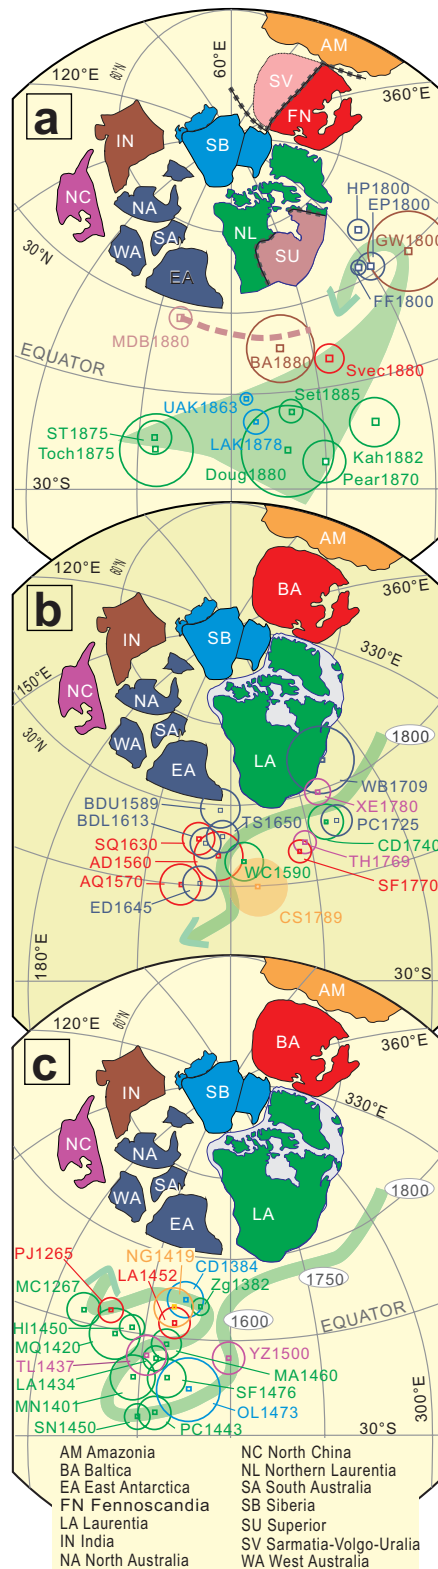 AM
120°E
60°N
60°E
360°E
a
SV
FN
IN
SB
NC
NA
HP1800
EP1800
GW1800
WA
SA
NL
SU
30°N
EA
FF1800
MDB1880
EQUATOR
BA1880
Svec1880
UAK1863
Set1885
ST1875
LAK1878
Toch1875
Kah1882
Doug1880
Pear1870
30°S
AM
120°E
60°N
360°E
b
BA
IN
SB
330°E
NC
150°E
NA
30°N
SA
WA
1800
EA
LA
WB1709
BDU1589
XE1780
BDL1613
TS1650
PC1725
SQ1630
CD1740
AD1560
TH1769
WC1590
AQ1570
SF1770
ED1645
CS1789
180°E
30°S
AM
120°E
60°N
360°E
BA
c
IN
SB
330°E
NC
NA
SA
WA
1800
EA
LA
PJ1265
NG1419
CD1384
1750
MC1267
LA1452
Zg1382
EQUATOR
HI1450
1600
MQ1420
YZ1500
TL1437
MA1460
LA1434
SF1476
MN1401
OL1473
300°E
SN1450
PC1443
30°S
AM Amazonia
BA Baltica
EA East Antarctica
FN Fennoscandia
LA Laurentia
IN India
NA North Australia
NC North China
NL Northern Laurentia
SA South Australia
SB Siberia
SU Superior
SV Sarmatia-Volgo-Uralia
WA West Australia